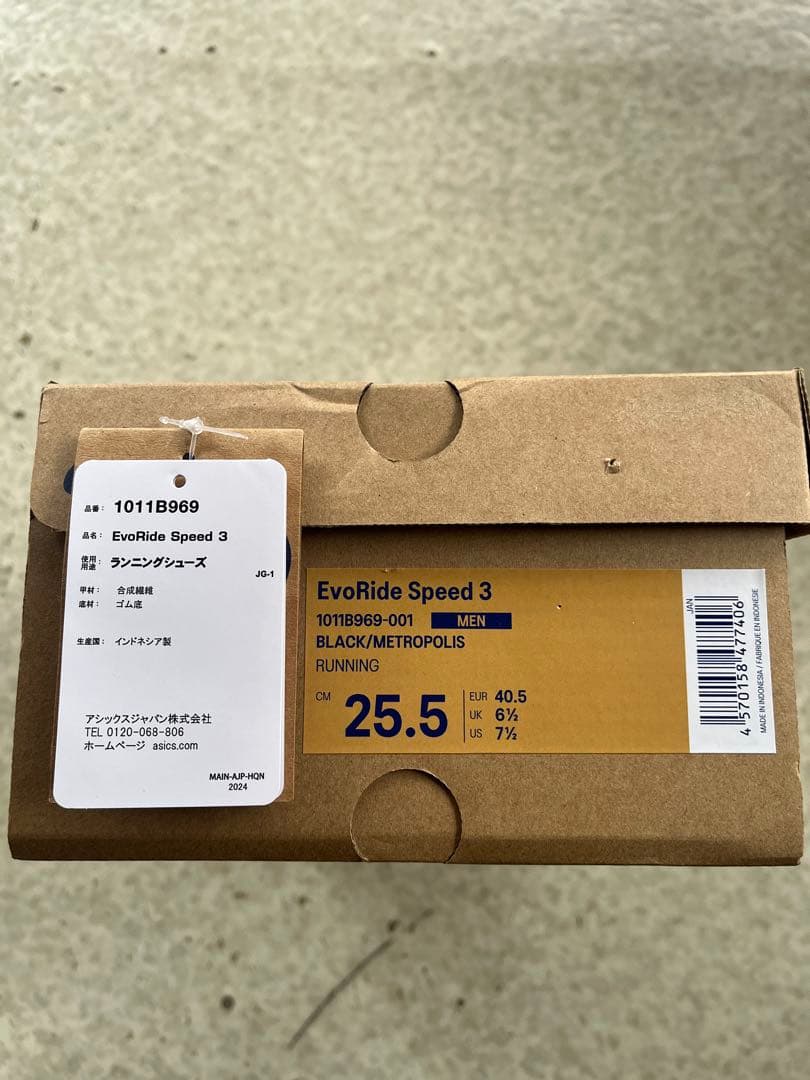 品番： 1011B969
品名： EvoRide Speed 3
使用用途： ランニングシューズ
JG-1
甲材： 合成繊維
底材： ゴム底
生産国： インドネシア製
アシックスジャパン株式会社
TEL 0120-068-806
ホームページ asics.com
MAIN-AJP-HQN
2024
EvoRide Speed 3
1011B969-001 MEN
BLACK/METROPOLIS
RUNNING
CM 25.5
EUR 40.5
UK 6½
US 7½
JAN
4 570158 477406
MADE IN INDONESIA / FABRIQUE EN INDONESIE